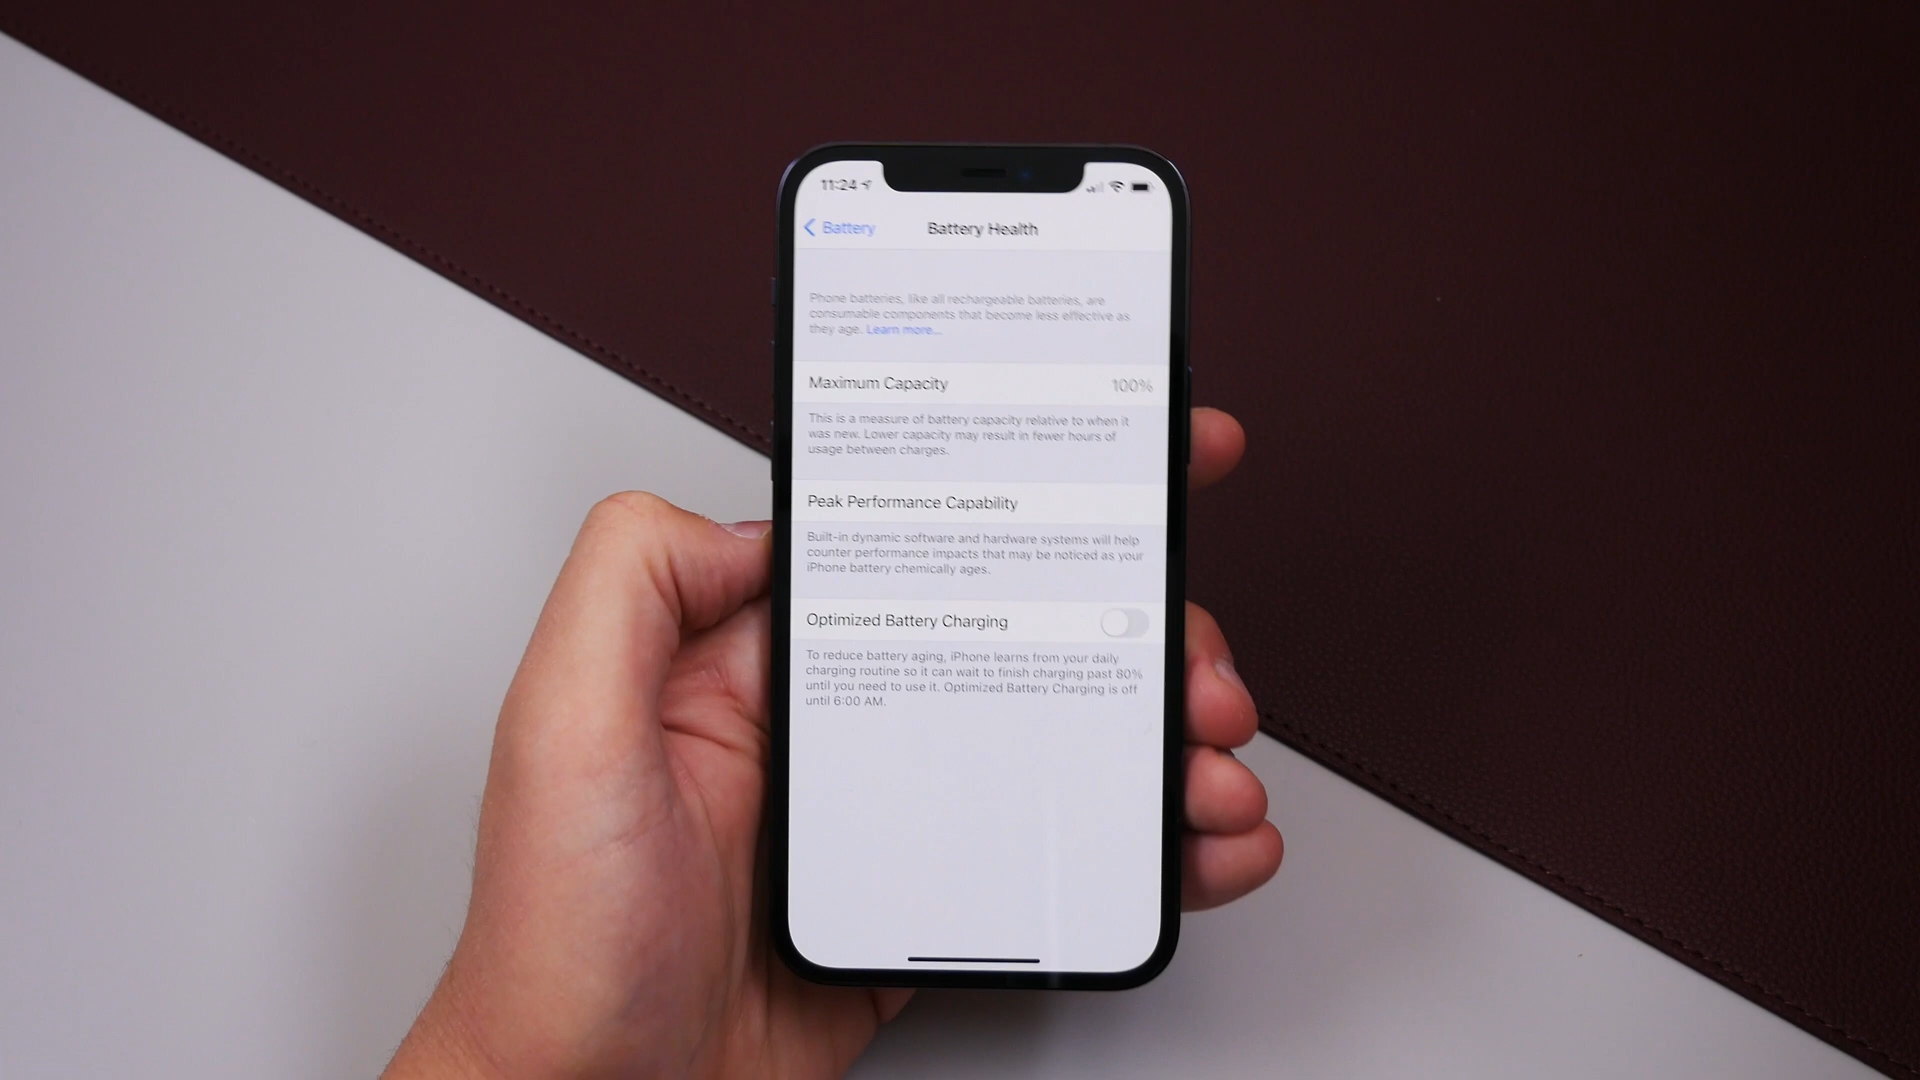 11:24
Battery Health
Battery
Phone batteries, like all rechargeable batteries, are
consumable components that become less effective as
they age. Learn more...
Maximum Capacity 100%
This is a measure of battery capacity relative to when it
was new. Lower capacity may result in fewer hours of
usage between charges.
Peak Performance Capability
Built-in dynamic software and hardware systems will help
counter performance impacts that may be noticed as your
iPhone battery chemically ages.
Optimized Battery Charging
To reduce battery aging, iPhone learns from your daily
charging routine so it can wait to finish charging past 80%
until you need to use it. Optimized Battery Charging is off
until 6:00 AM.